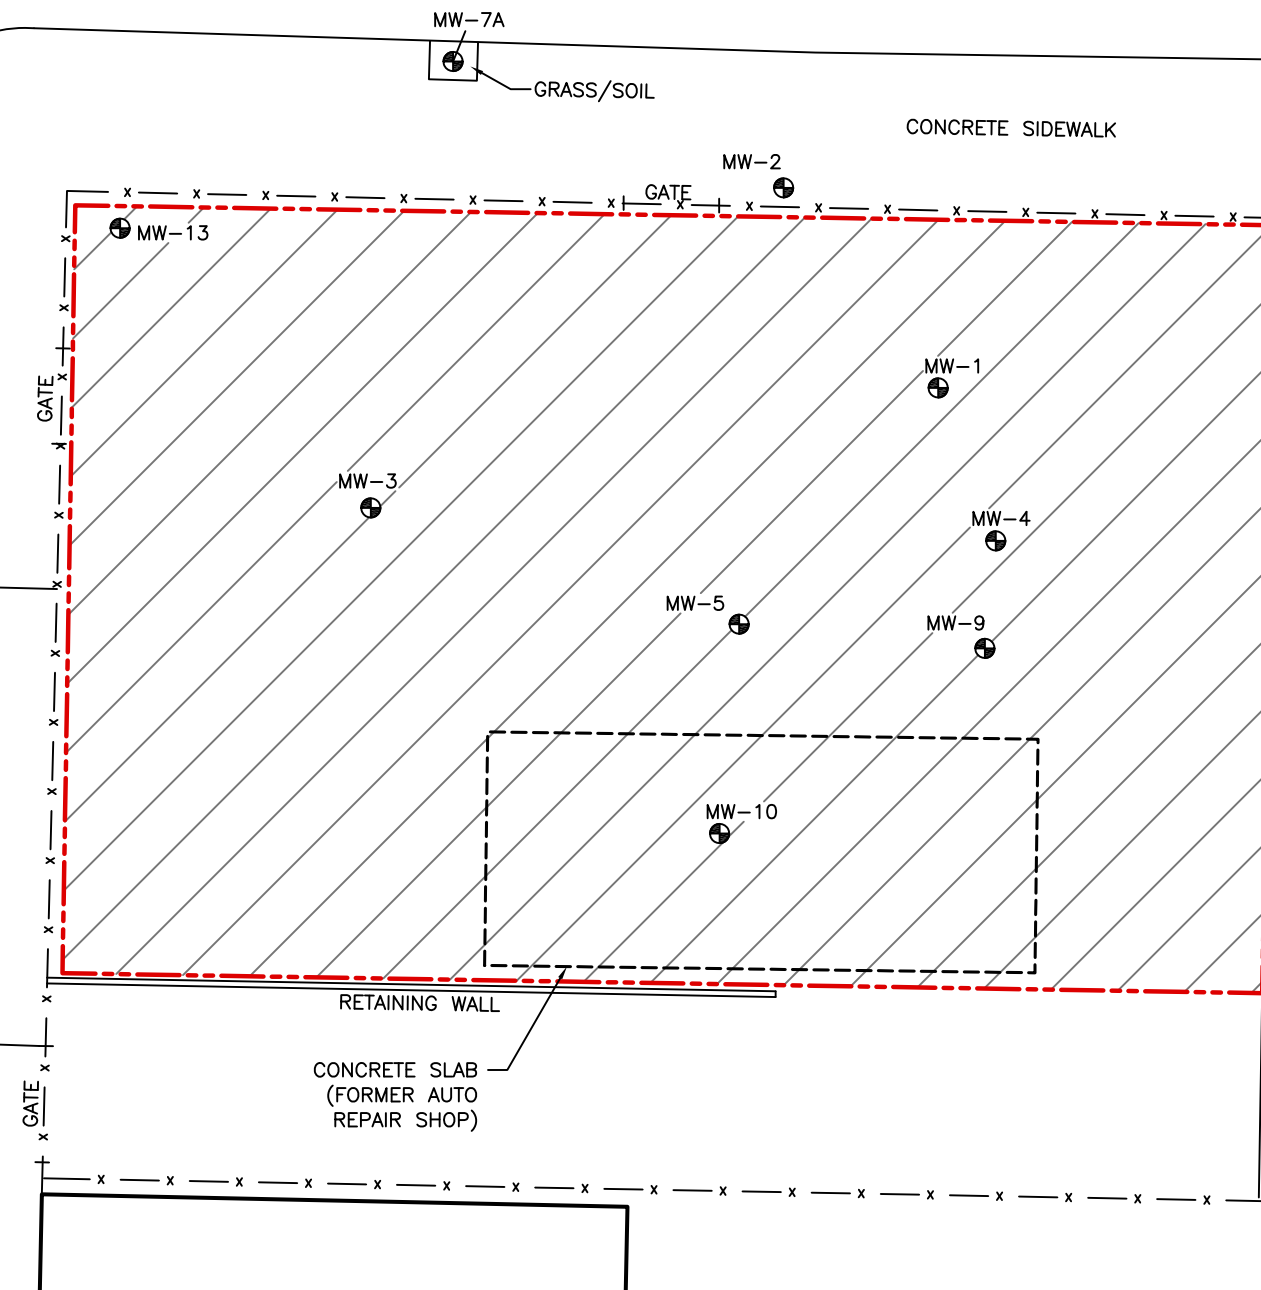 MW-7A
GRASS/SOIL
CONCRETE SIDEWALK
MW-2
GATE
MW-13
MW-1
GATE
MW-3
MW-4
MW-5
MW-9
MW-10
RETAINING WALL
CONCRETE SLAB
(FORMER AUTO
REPAIR SHOP)
GATE